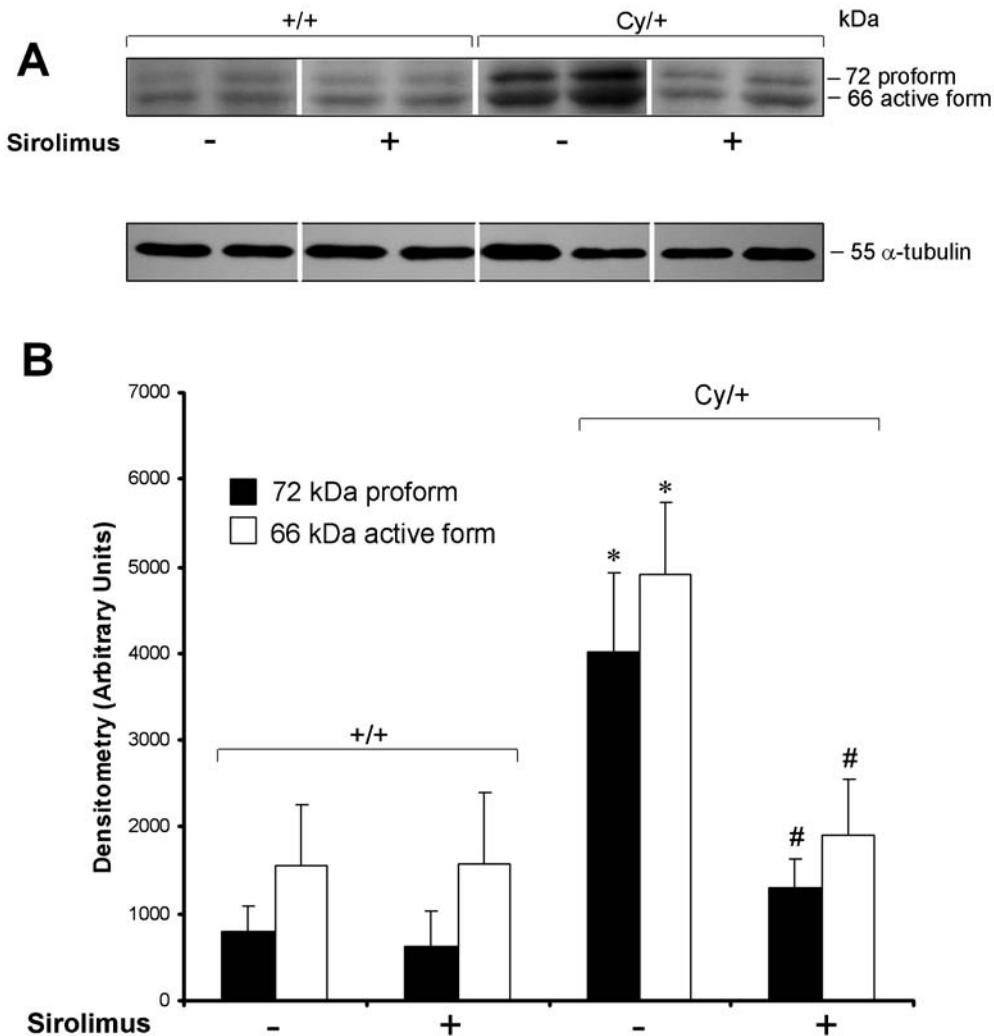 +/+ Cy/+ kDa
A
– 72 proform
– 66 active form
Sirolimus - + - +
– 55 α-tubulin
B
7000
6000
5000
4000
3000
2000
1000
0
Densitometry (Arbitrary Units)
72 kDa proform
66 kDa active form
+/+
Cy/+
* *
# #
Sirolimus - + - +